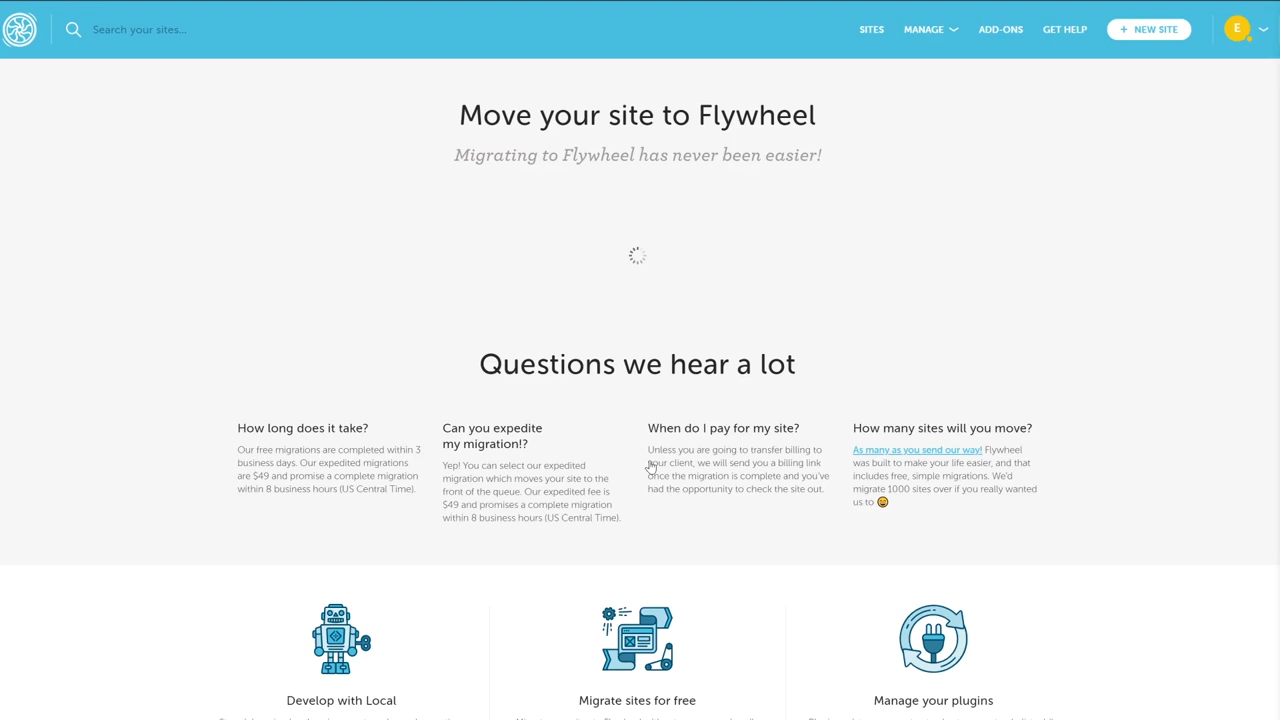 Search your sites...
SITES
MANAGE
ADD-ONS
GET HELP
+ NEW SITE
E
Move your site to Flywheel
Migrating to Flywheel has never been easier!
Questions we hear a lot
How long does it take?
Our free migrations are completed within 3
business days. Our expedited migrations
are $49 and promise a complete migration
within 8 business hours (US Central Time).
Can you expedite
my migration!?
Yep! You can select our expedited
migration which moves your site to the
front of the queue. Our expedited fee is
$49 and promises a complete migration
within 8 business hours (US Central Time).
When do I pay for my site?
Unless you are going to transfer billing to
your client, we will send you a billing link
once the migration is complete and you've
had the opportunity to check the site out.
How many sites will you move?
As many as you send our way! Flywheel
was built to make your life easier, and that
includes free, simple migrations. We'd
migrate 1000 sites over if you really wanted
us to 😄
Develop with Local
Migrate sites for free
Manage your plugins